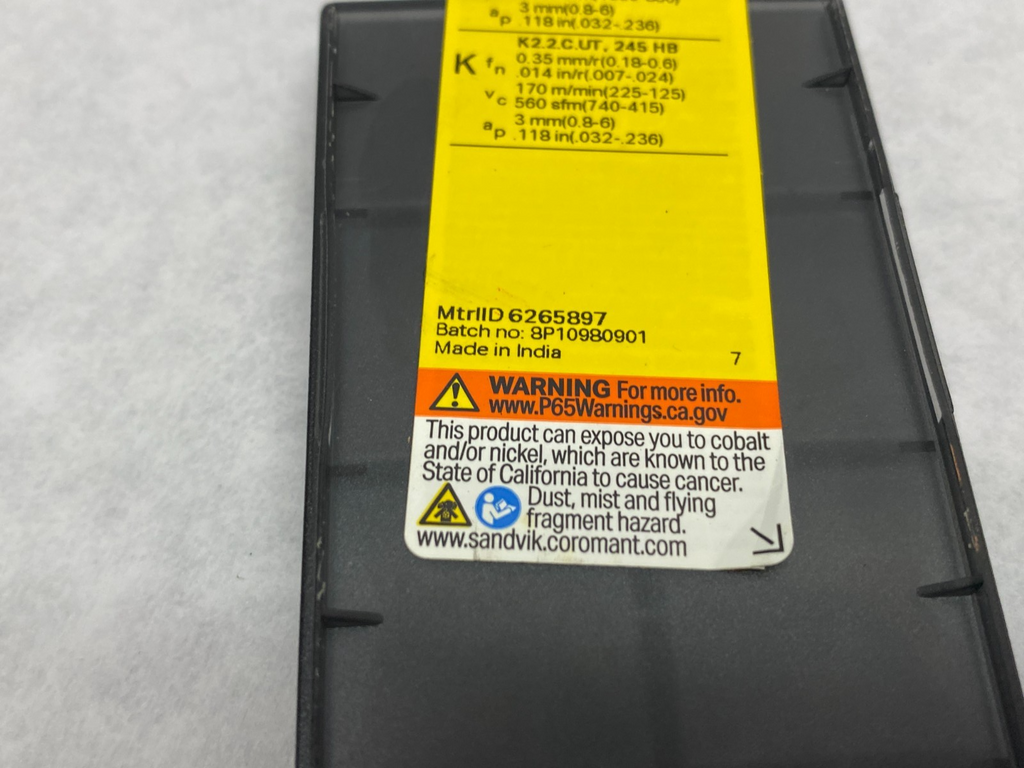 3 mm(0.8-6)
ap .118 in(.032-.236)
K2.2.C.UT, 245 HB
K fn 0.35 mm/r(0.18-0.6)
.014 in/r(.007-.024)
vc 170 m/min(225-125)
560 sfm(740-415)
ap 3 mm(0.8-6)
.118 in(.032-.236)
MtrlID 6265897
Batch no: 8P10980901
Made in India 7
WARNING For more info.
www.P65Warnings.ca.gov
This product can expose you to cobalt
and/or nickel, which are known to the
State of California to cause cancer.
Dust, mist and flying
fragment hazard.
www.sandvik.coromant.com